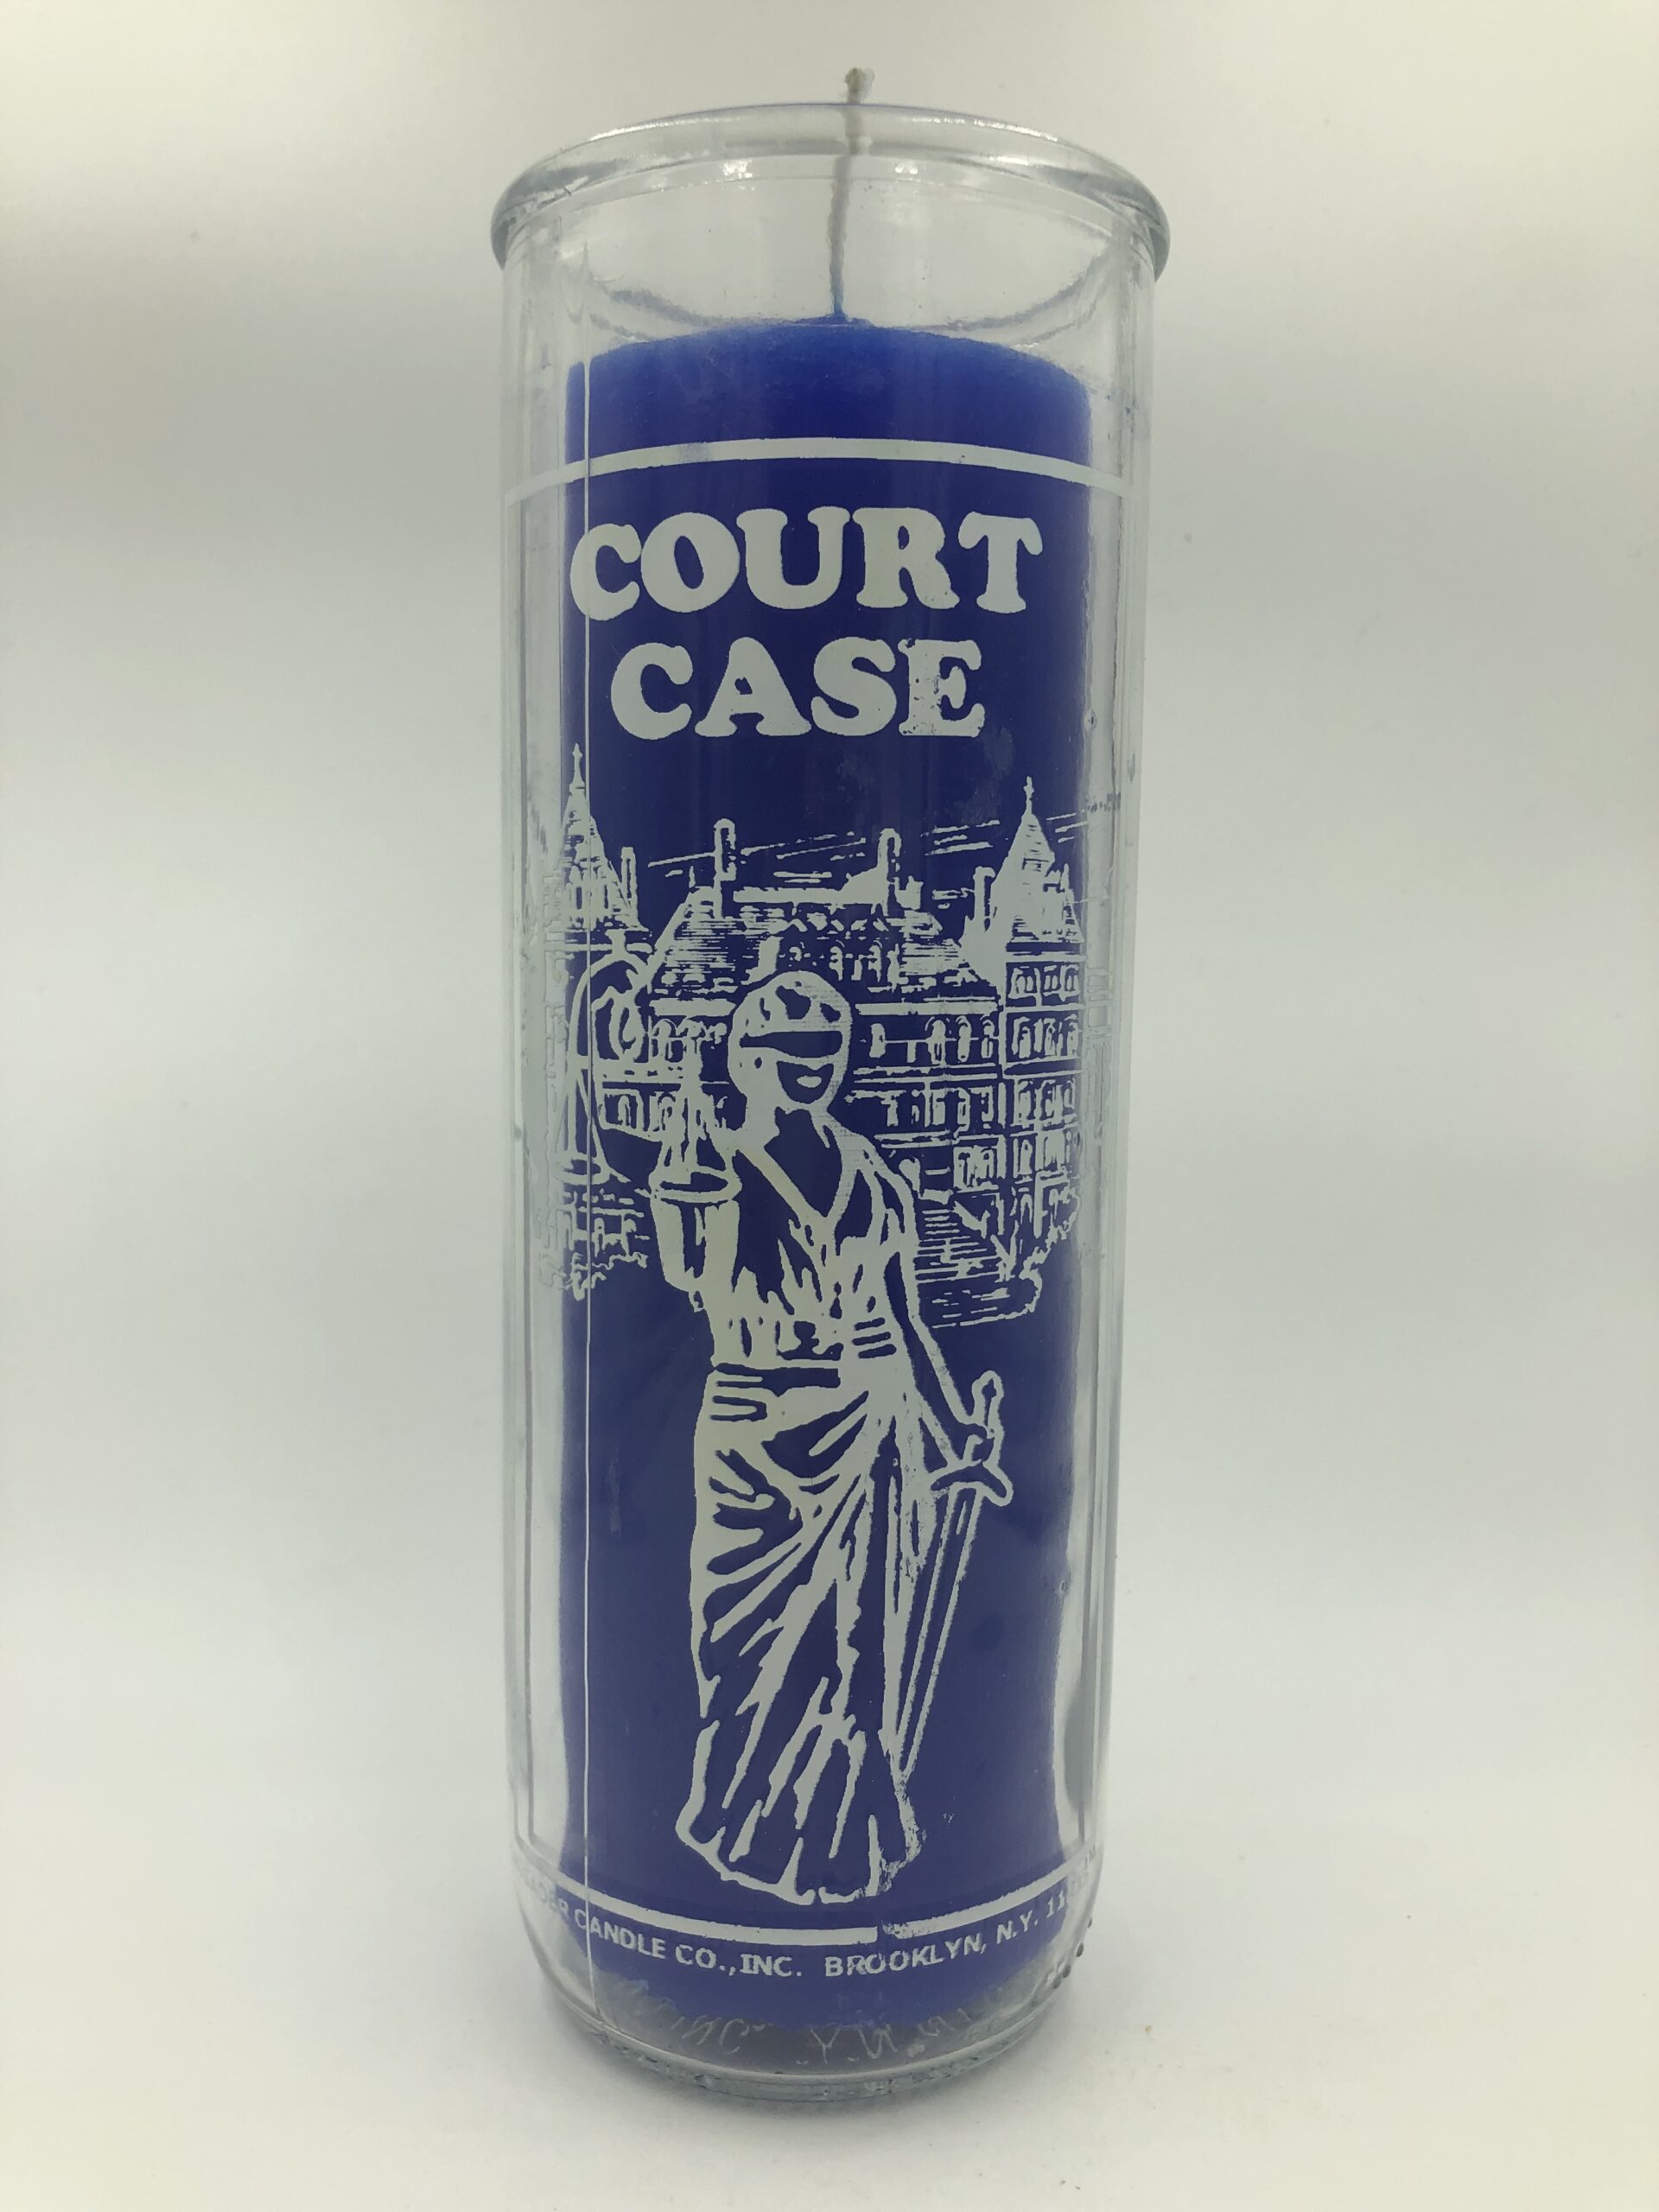 COURT
CASE
CANDLE CO., INC. BROOKLYN, N.Y.